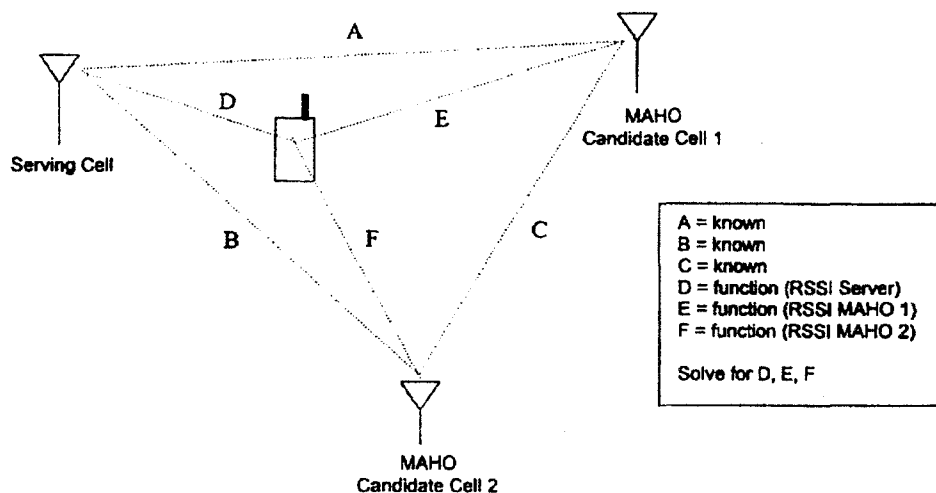 A
D
E
MAHO
Candidate Cell 1
Serving Cell
B
F
C
A = known
B = known
C = known
D = function (RSSI Server)
E = function (RSSI MAHO 1)
F = function (RSSI MAHO 2)
Solve for D, E, F
MAHO
Candidate Cell 2